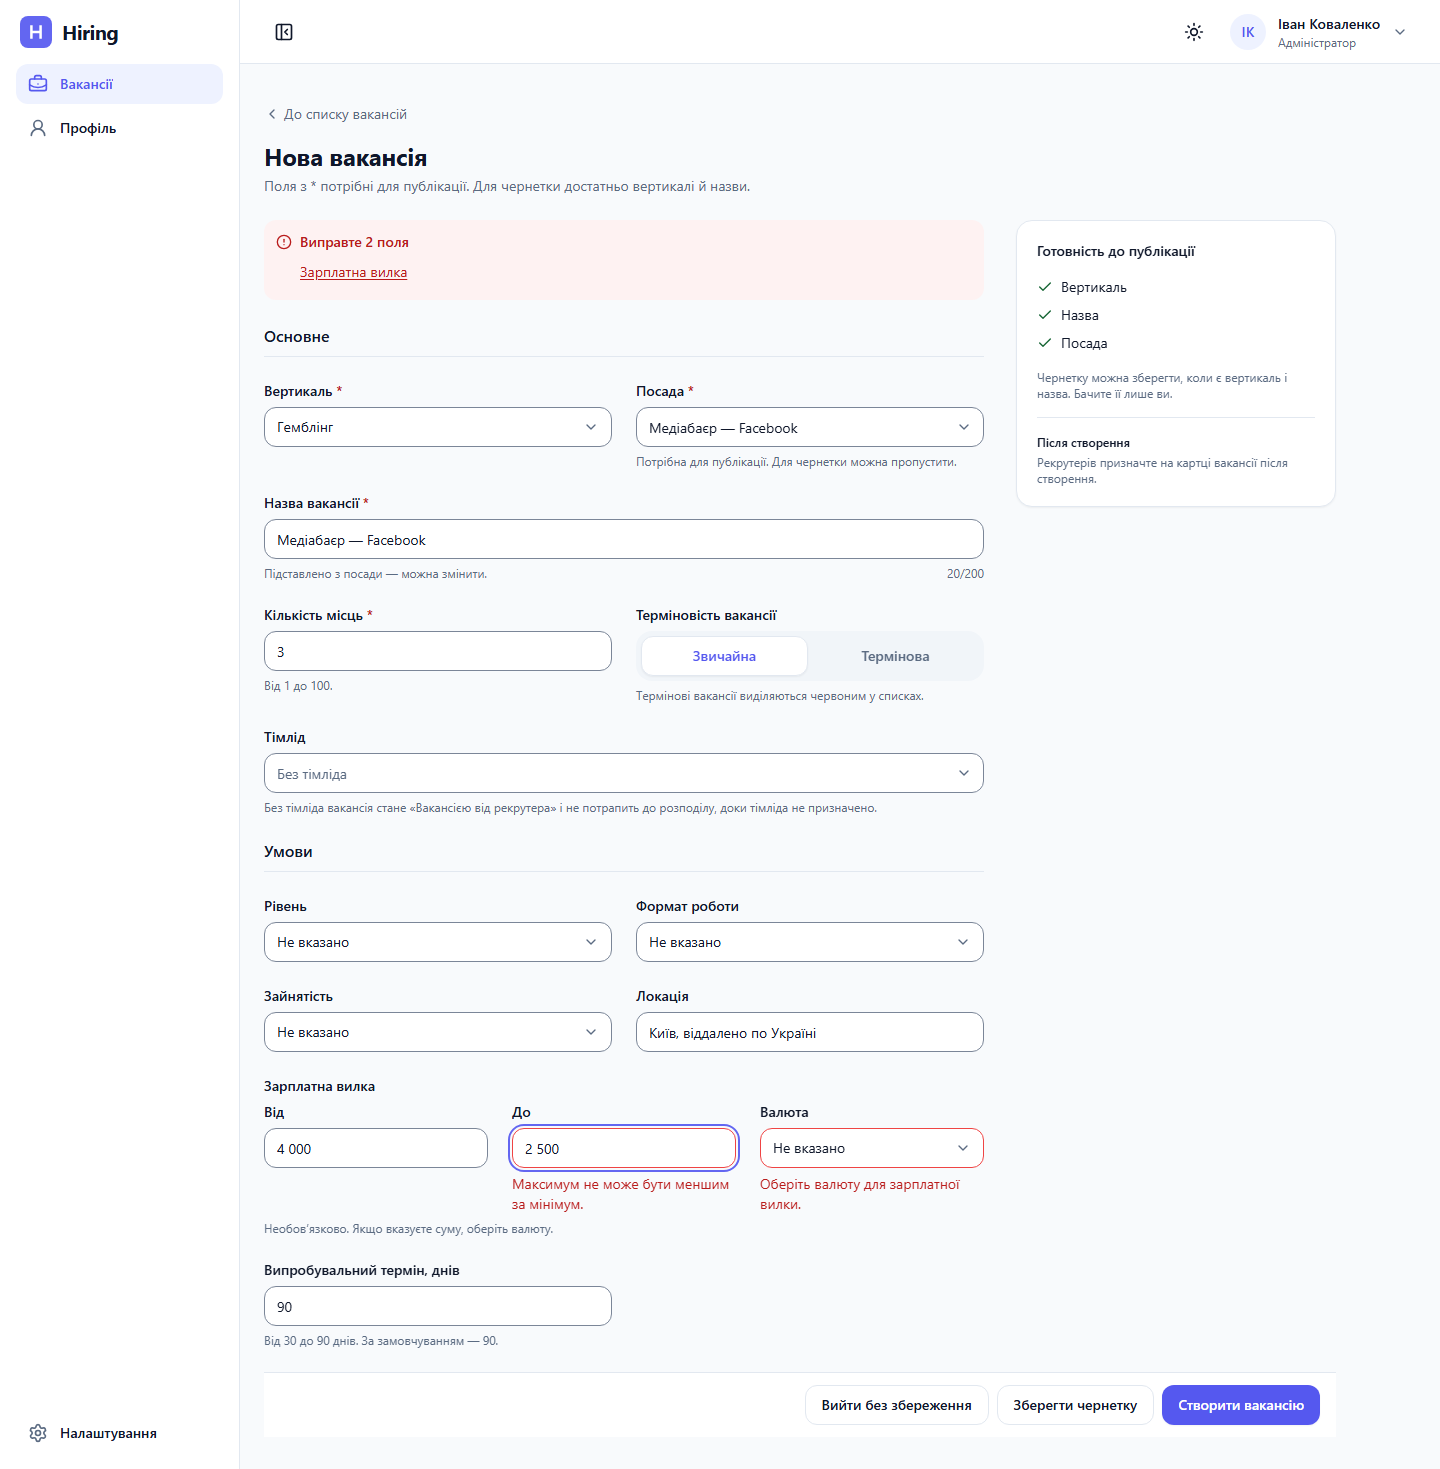 H Hiring
Вакансії
Профіль
Налаштування
ІК
Іван Коваленко
Адміністратор
До списку вакансій
Нова вакансія
Поля з * потрібні для публікації. Для чернетки достатньо вертикалі й назви.
Виправте 2 поля
Зарплатна вилка
Основне
Вертикаль *
Гемблінг
Посада *
Медіабаєр — Facebook
Потрібна для публікації. Для чернетки можна пропустити.
Назва вакансії *
Медіабаєр — Facebook
Підставлено з посади — можна змінити.
20/200
Кількість місць *
3
Від 1 до 100.
Терміновість вакансії
Звичайна
Термінова
Термінові вакансії виділяються червоним у списках.
Тімлід
Без тімліда
Без тімліда вакансія стане «Вакансією від рекрутера» і не потрапить до розподілу, доки тімліда не призначено.
Умови
Рівень
Не вказано
Формат роботи
Не вказано
Зайнятість
Не вказано
Локація
Київ, віддалено по Україні
Зарплатна вилка
Від
4 000
До
2 500
Максимум не може бути меншим
за мінімум.
Валюта
Не вказано
Оберіть валюту для зарплатної
вилки.
Необов'язково. Якщо вказуєте суму, оберіть валюту.
Випробувальний термін, днів
90
Від 30 до 90 днів. За замовчуванням — 90.
Готовність до публікації
Вертикаль
Назва
Посада
Чернетку можна зберегти, коли є вертикаль і
назва. Бачите її лише ви.
Після створення
Рекрутерів призначте на картці вакансії після
створення.
Вийти без збереження
Зберегти чернетку
Створити вакансію